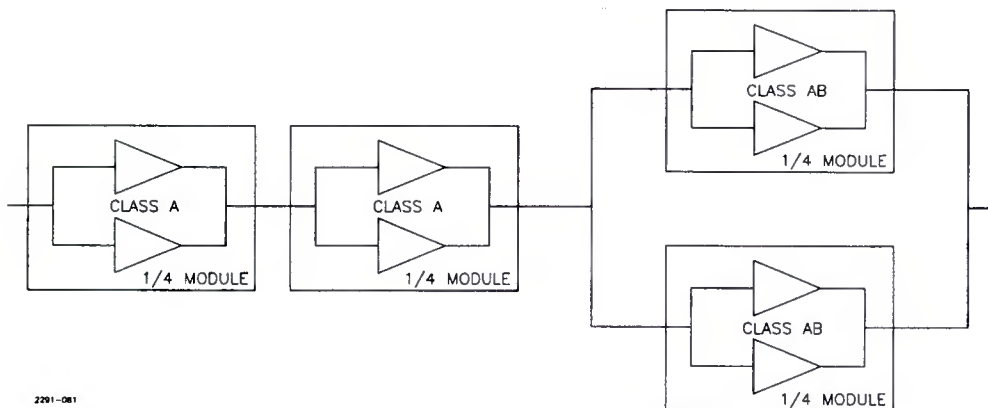 CLASS A
1/4 MODULE
CLASS A
1/4 MODULE
CLASS AB
1/4 MODULE
CLASS AB
1/4 MODULE
2291-081